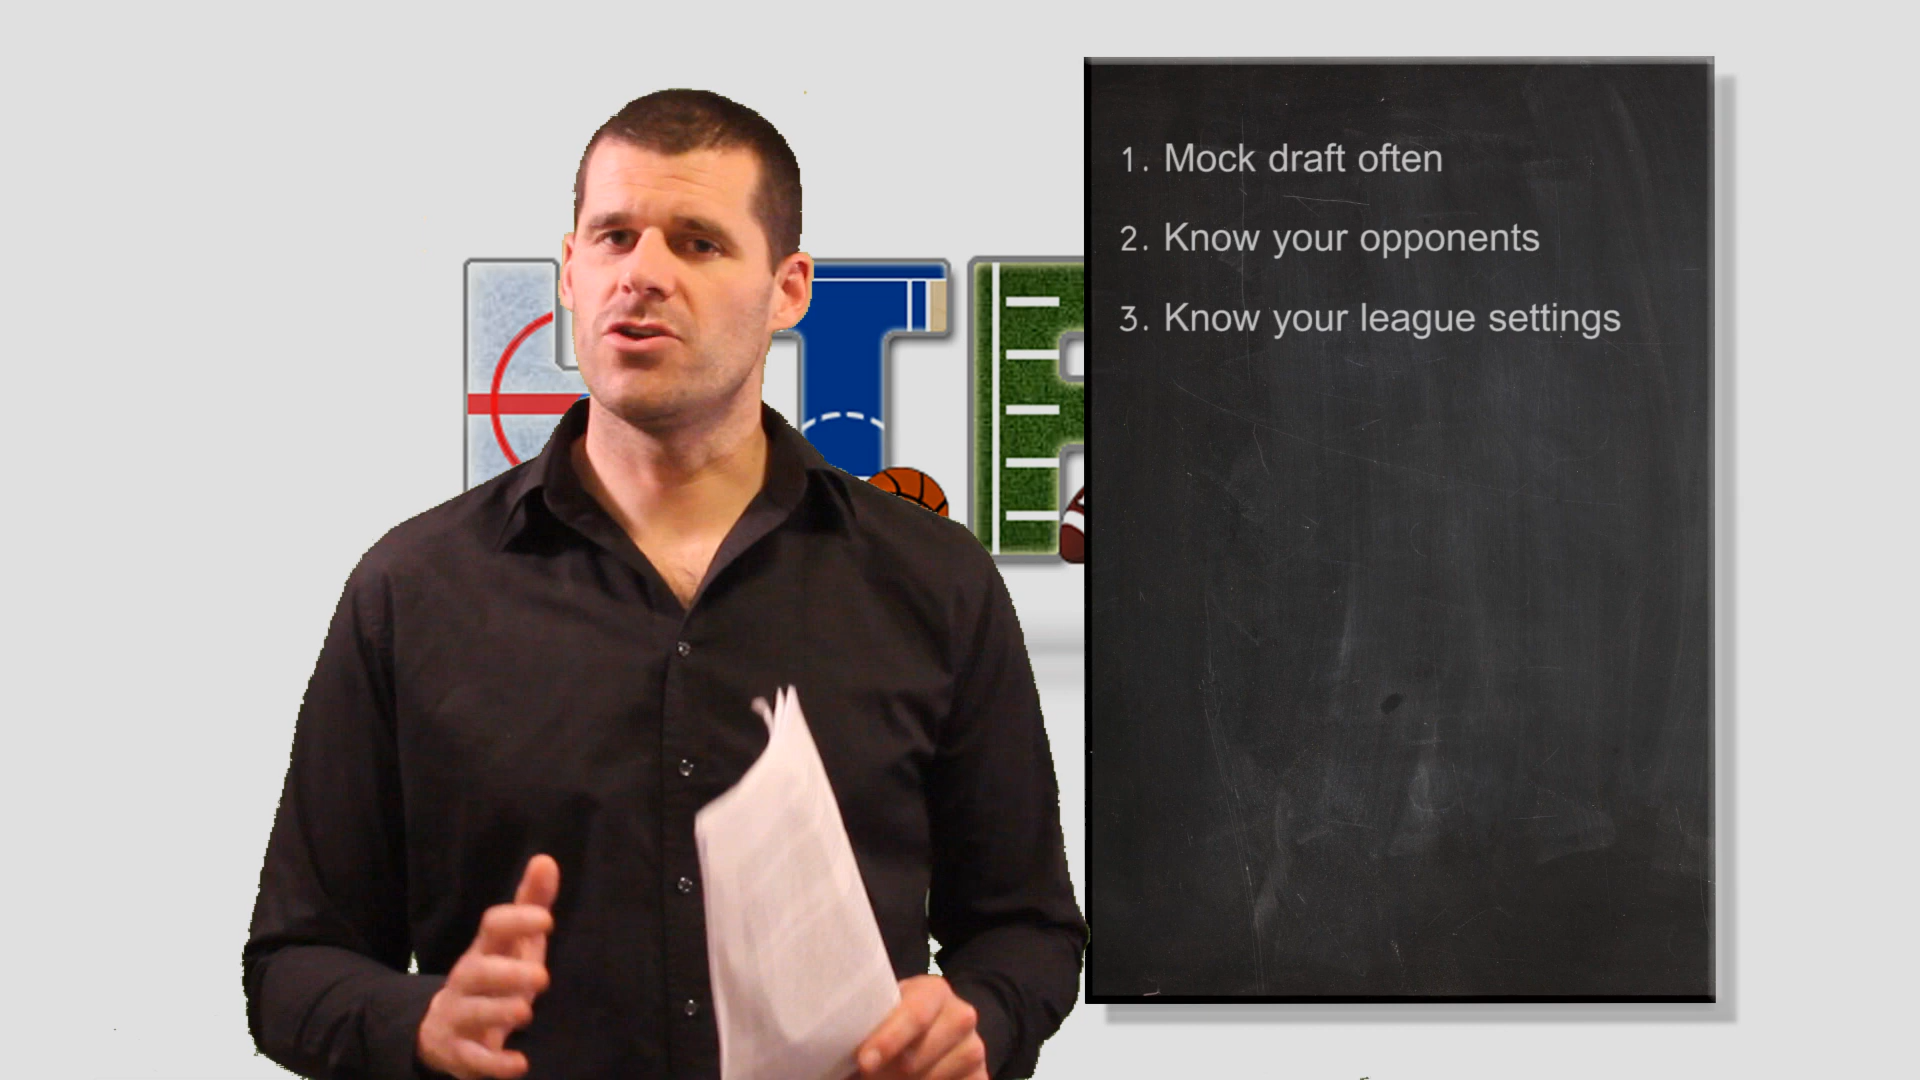 1. Mock draft often
2. Know your opponents
3. Know your league settings